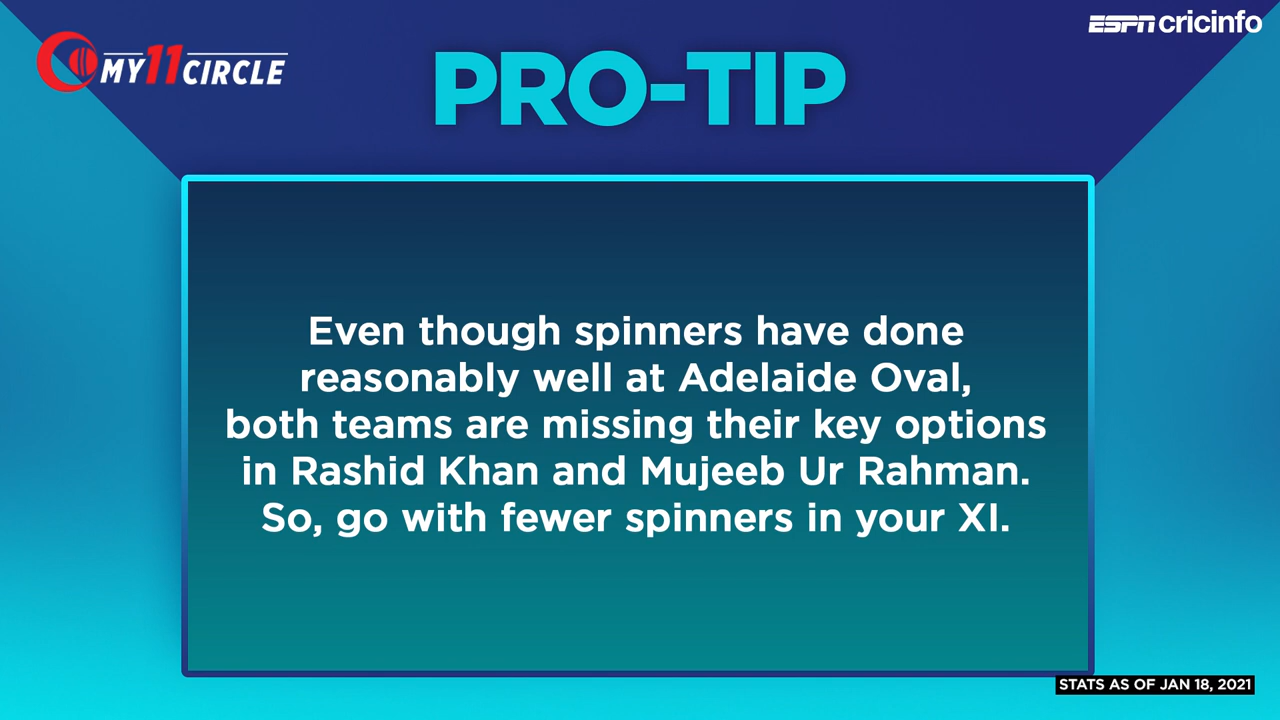 MY11CIRCLE
ESPN cricinfo
PRO-TIP
Even though spinners have done
reasonably well at Adelaide Oval,
both teams are missing their key options
in Rashid Khan and Mujeeb Ur Rahman.
So, go with fewer spinners in your XI.
STATS AS OF JAN 18, 2021